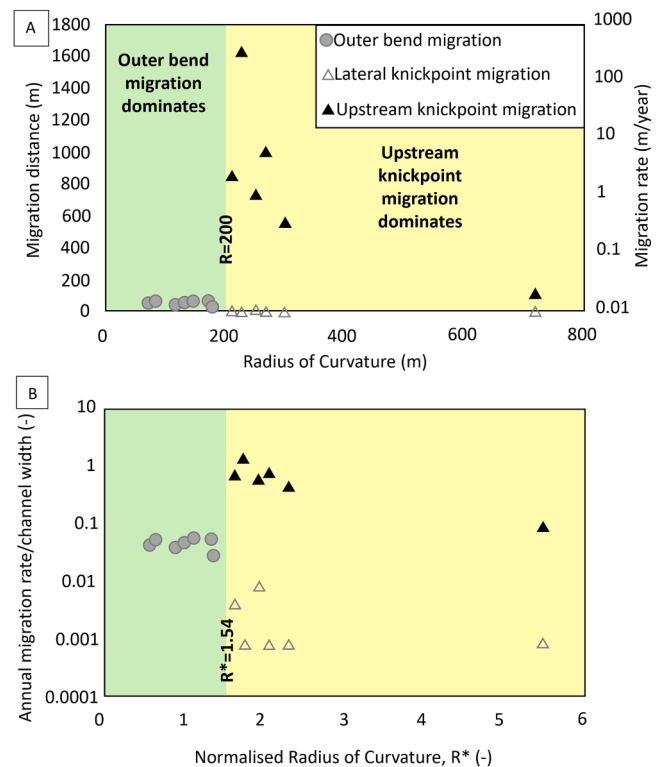 A
1800
1600
1400
1200
1000
800
600
400
200
0
Migration distance (m)
Outer bend
migration
dominates
R=200
Outer bend migration
Lateral knickpoint migration
Upstream knickpoint migration
Upstream
knickpoint
migration
dominates
1000
100
10
1
0.1
0.01
Migration rate (m/year)
0 200 400 600 800
Radius of Curvature (m)
B
10
1
0.1
0.01
0.001
0.0001
Annual migration rate/channel width (-)
R*=1.54
0 1 2 3 4 5 6
Normalised Radius of Curvature, R* (-)